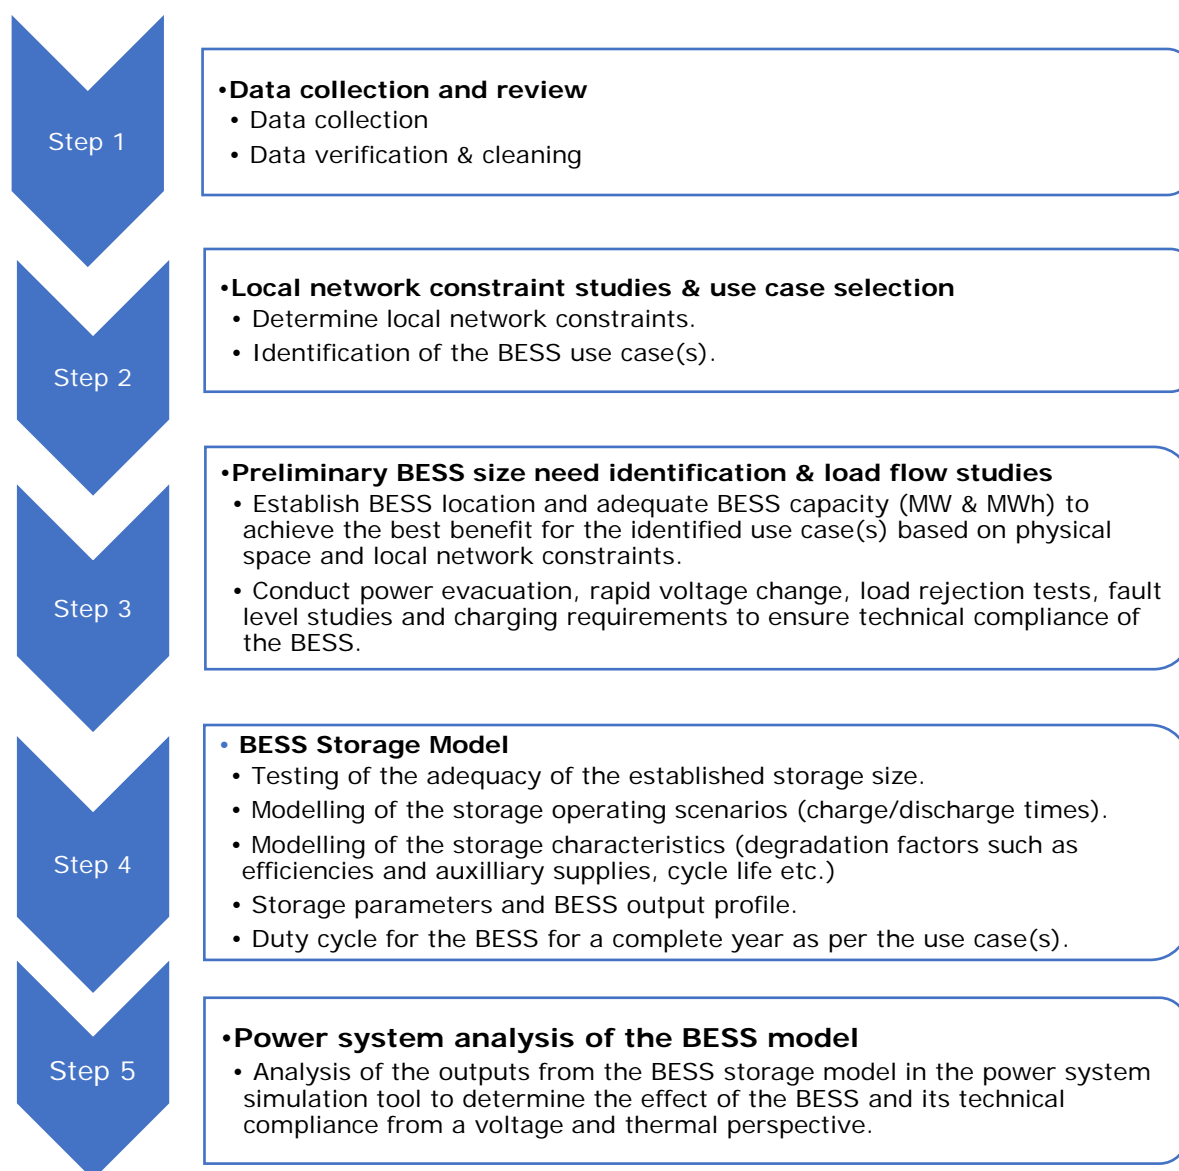 Step 1
•Data collection and review
• Data collection
• Data verification & cleaning
Step 2
•Local network constraint studies & use case selection
• Determine local network constraints.
• Identification of the BESS use case(s).
Step 3
•Preliminary BESS size need identification & load flow studies
• Establish BESS location and adequate BESS capacity (MW & MWh) to
achieve the best benefit for the identified use case(s) based on physical
space and local network constraints.
• Conduct power evacuation, rapid voltage change, load rejection tests, fault
level studies and charging requirements to ensure technical compliance of
the BESS.
Step 4
• BESS Storage Model
• Testing of the adequacy of the established storage size.
• Modelling of the storage operating scenarios (charge/discharge times).
• Modelling of the storage characteristics (degradation factors such as
efficiencies and auxilliary supplies, cycle life etc.)
• Storage parameters and BESS output profile.
• Duty cycle for the BESS for a complete year as per the use case(s).
Step 5
•Power system analysis of the BESS model
• Analysis of the outputs from the BESS storage model in the power system
simulation tool to determine the effect of the BESS and its technical
compliance from a voltage and thermal perspective.